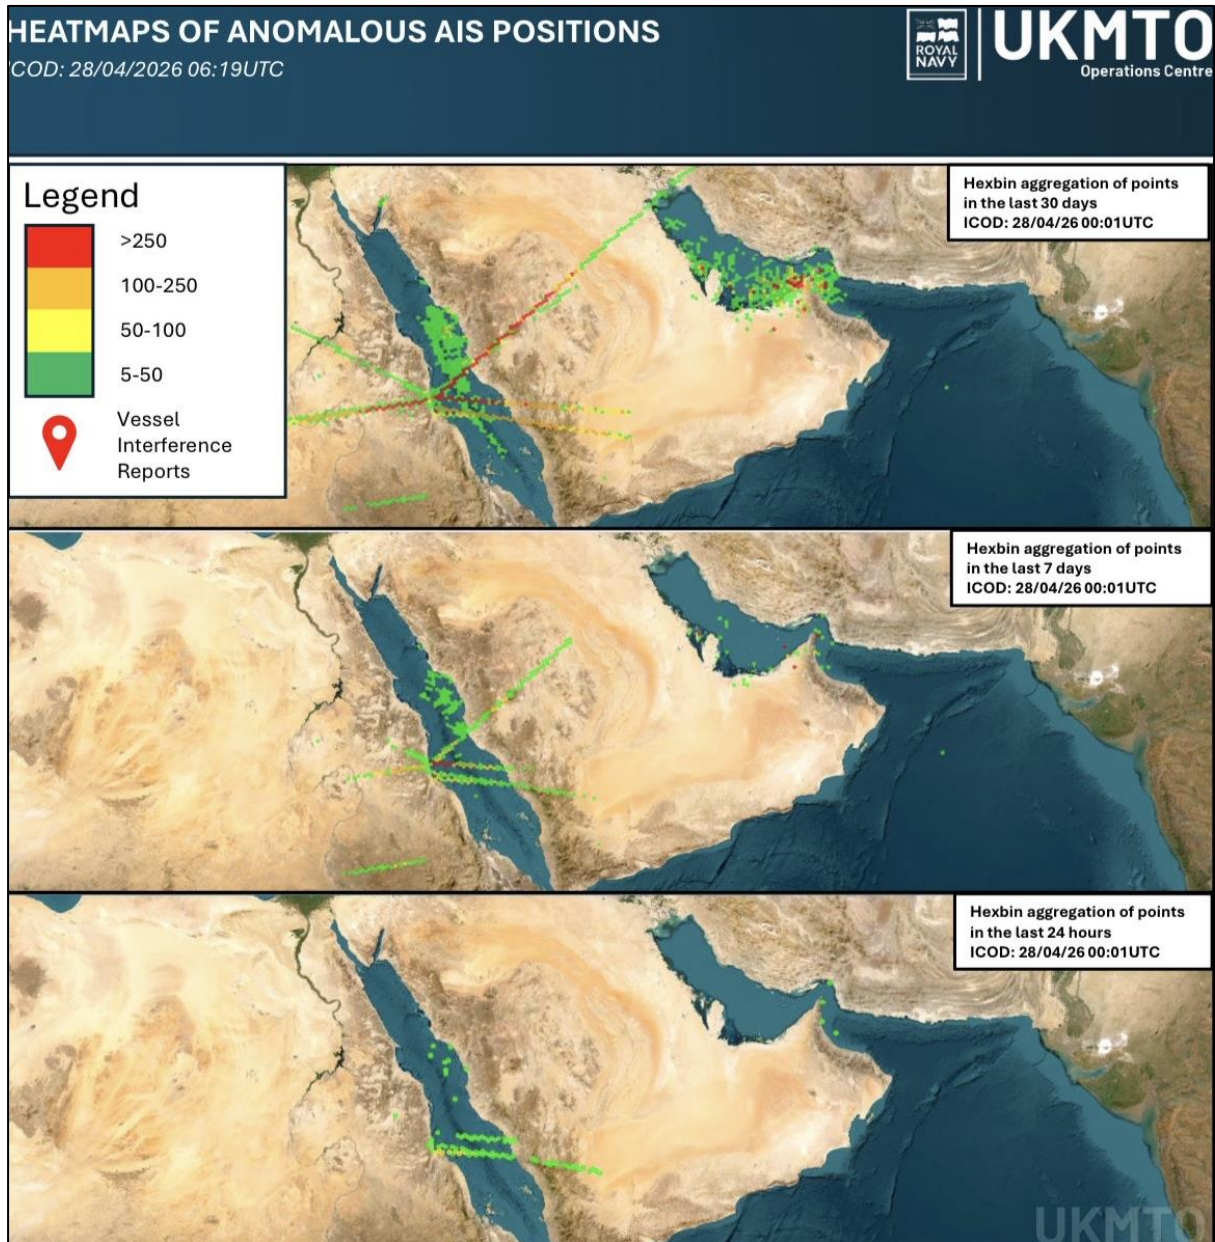 HEATMAPS OF ANOMALOUS AIS POSITIONS
ICOD: 28/04/2026 06:19UTC
ROYAL
NAVY
UKMTO
Operations Centre
Legend
>250
100-250
50-100
5-50
Vessel
Interference
Reports
Hexbin aggregation of points
in the last 30 days
ICOD: 28/04/26 00:01UTC
Hexbin aggregation of points
in the last 7 days
ICOD: 28/04/26 00:01UTC
Hexbin aggregation of points
in the last 24 hours
ICOD: 28/04/26 00:01UTC
UKMTO